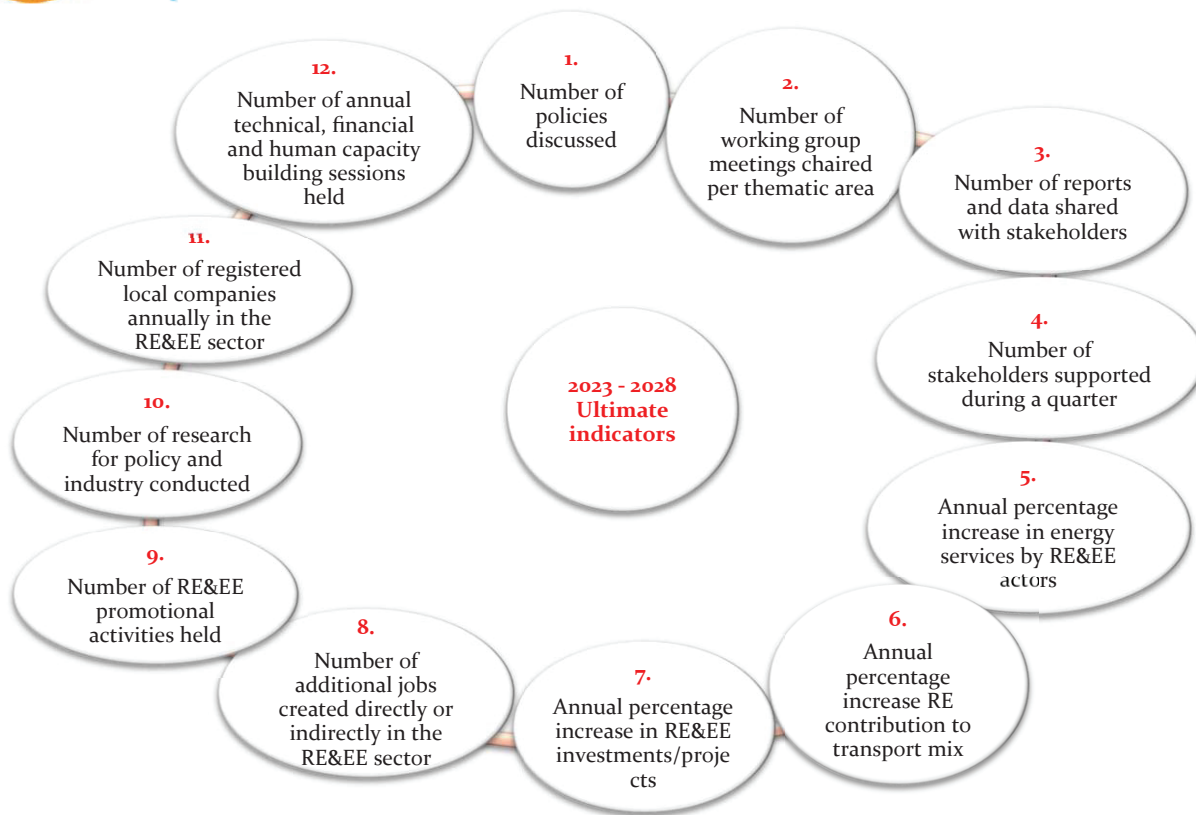 2023 - 2028
Ultimate
indicators
1.
Number of
policies
discussed
2.
Number of
working group
meetings chaired
per thematic area
3.
Number of reports
and data shared
with stakeholders
4.
Number of
stakeholders supported
during a quarter
5.
Annual percentage
increase in energy
services by RE&EE
actors
6.
Annual
percentage
increase RE
contribution to
transport mix
7.
Annual percentage
increase in RE&EE
investments/proje
cts
8.
Number of
additional jobs
created directly or
indirectly in the
RE&EE sector
9.
Number of RE&EE
promotional
activities held
10.
Number of research
for policy and
industry conducted
11.
Number of registered
local companies
annually in the
RE&EE sector
12.
Number of annual
technical, financial
and human capacity
building sessions
held